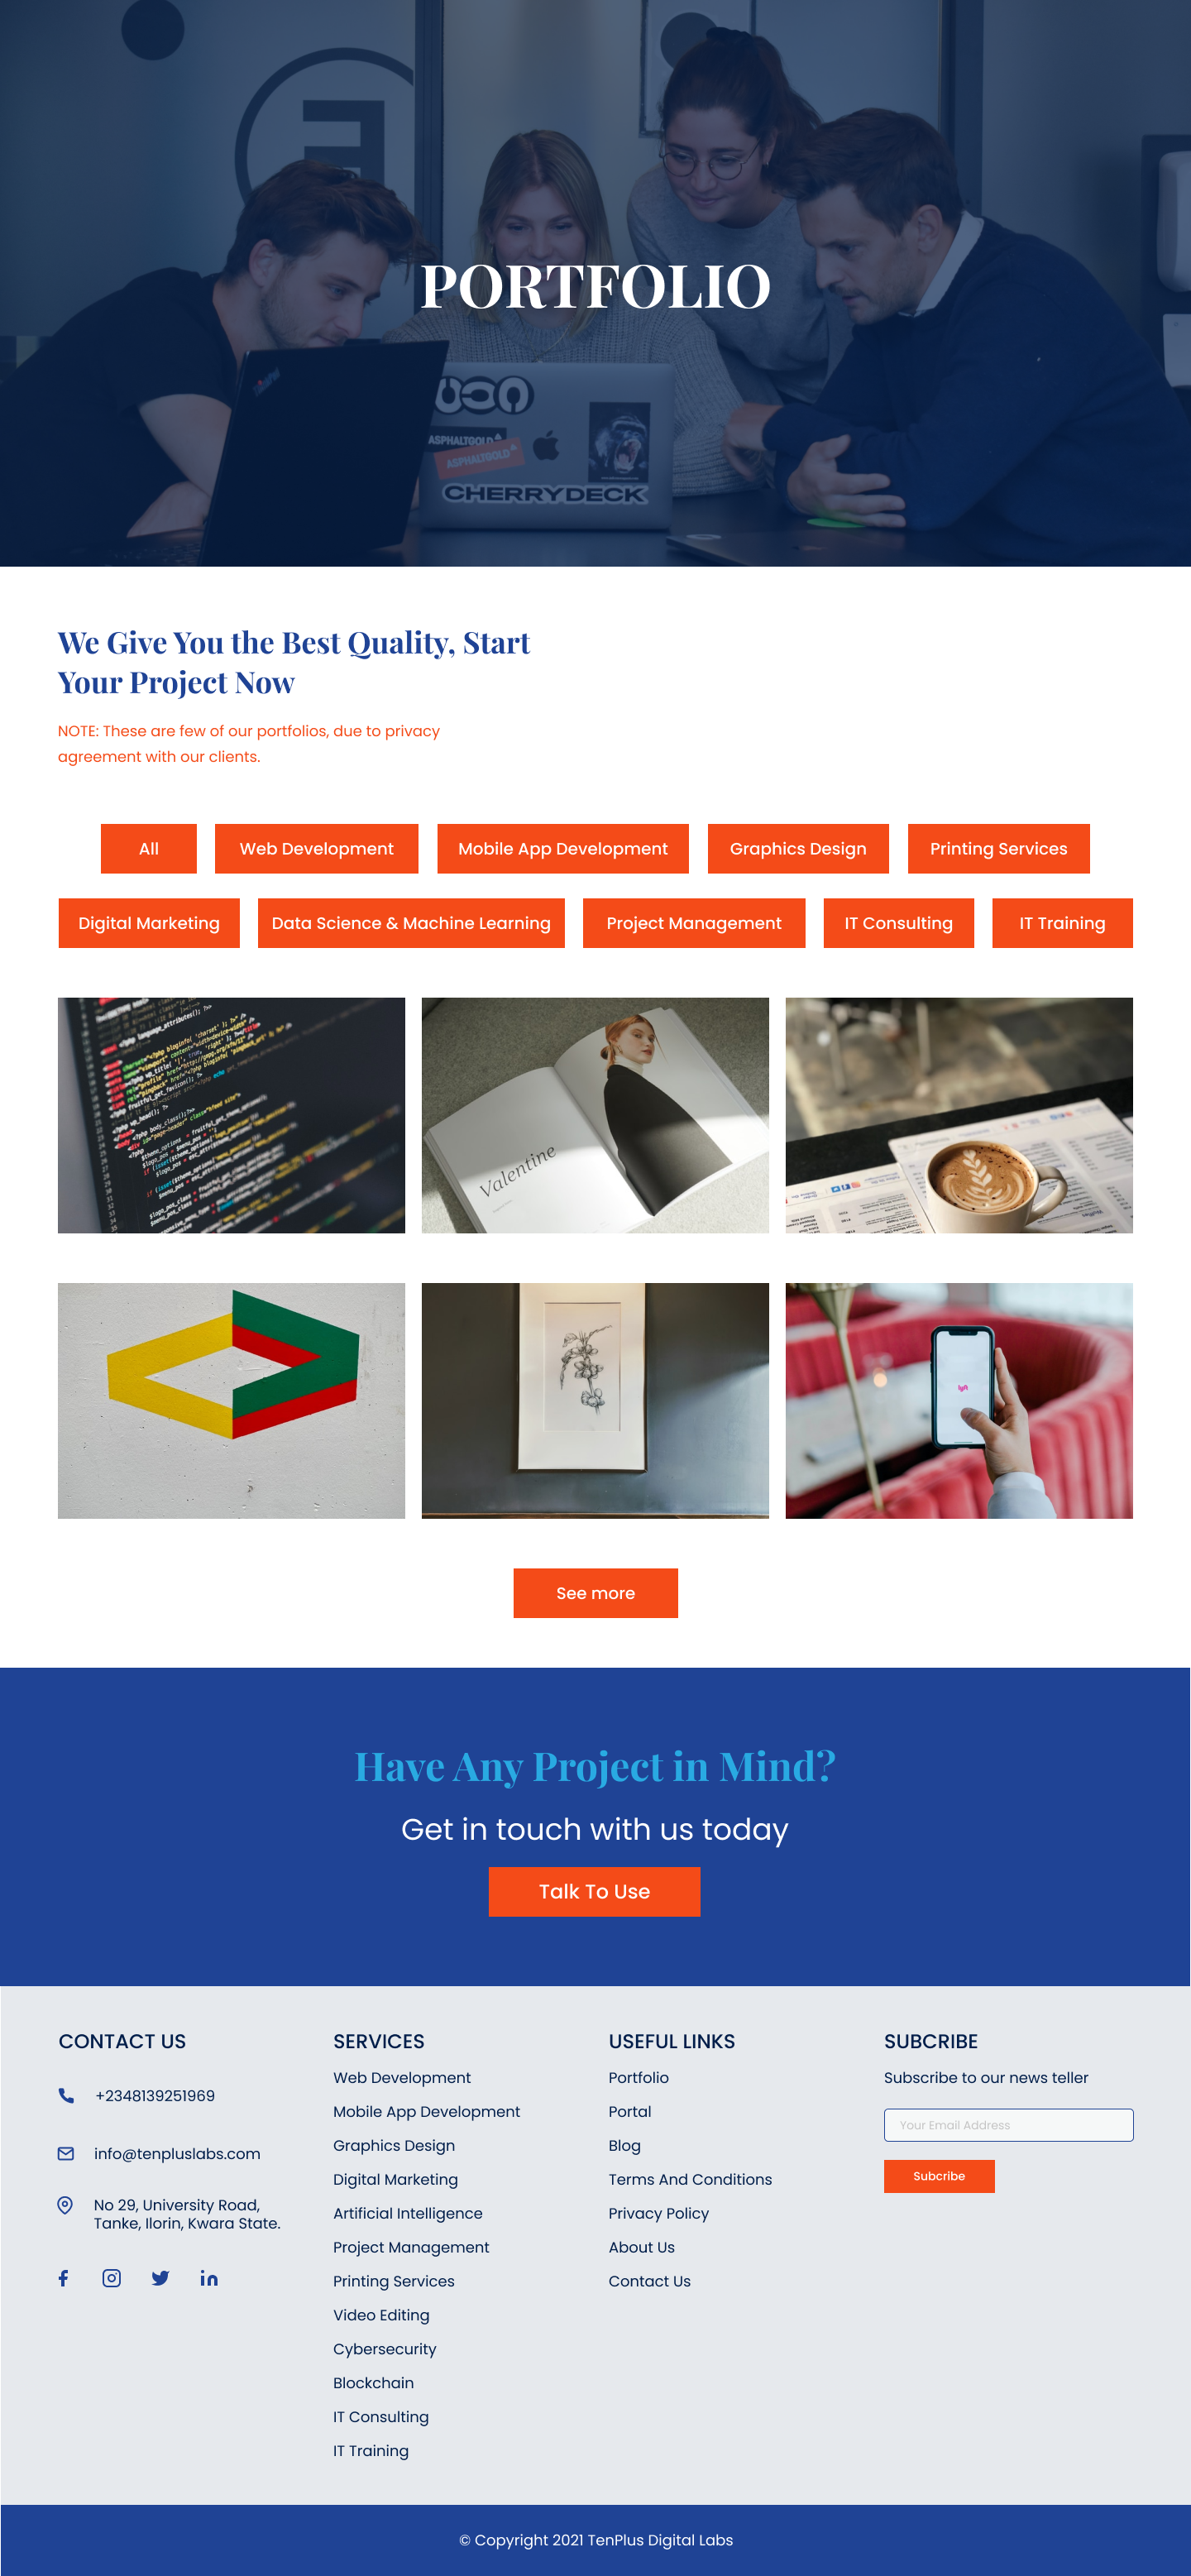 PORTFOLIO
ASPHALTGOLD
ASPHALTGOLD
CHERRYDECK
We Give You the Best Quality, Start
Your Project Now
NOTE: These are few of our portfolios, due to privacy
agreement with our clients.
All
Web Development
Mobile App Development
Graphics Design
Printing Services
Digital Marketing
Data Science & Machine Learning
Project Management
IT Consulting
IT Training
Valentine
lyft
See more
Have Any Project in Mind?
Get in touch with us today
Talk To Use
CONTACT US
+2348139251969
info@tenpluslabs.com
No 29, University Road,
Tanke, Ilorin, Kwara State.
SERVICES
Web Development
Mobile App Development
Graphics Design
Digital Marketing
Artificial Intelligence
Project Management
Printing Services
Video Editing
Cybersecurity
Blockchain
IT Consulting
IT Training
USEFUL LINKS
Portfolio
Portal
Blog
Terms And Conditions
Privacy Policy
About Us
Contact Us
SUBCRIBE
Subscribe to our news teller
Your Email Address
Subcribe
© Copyright 2021 TenPlus Digital Labs